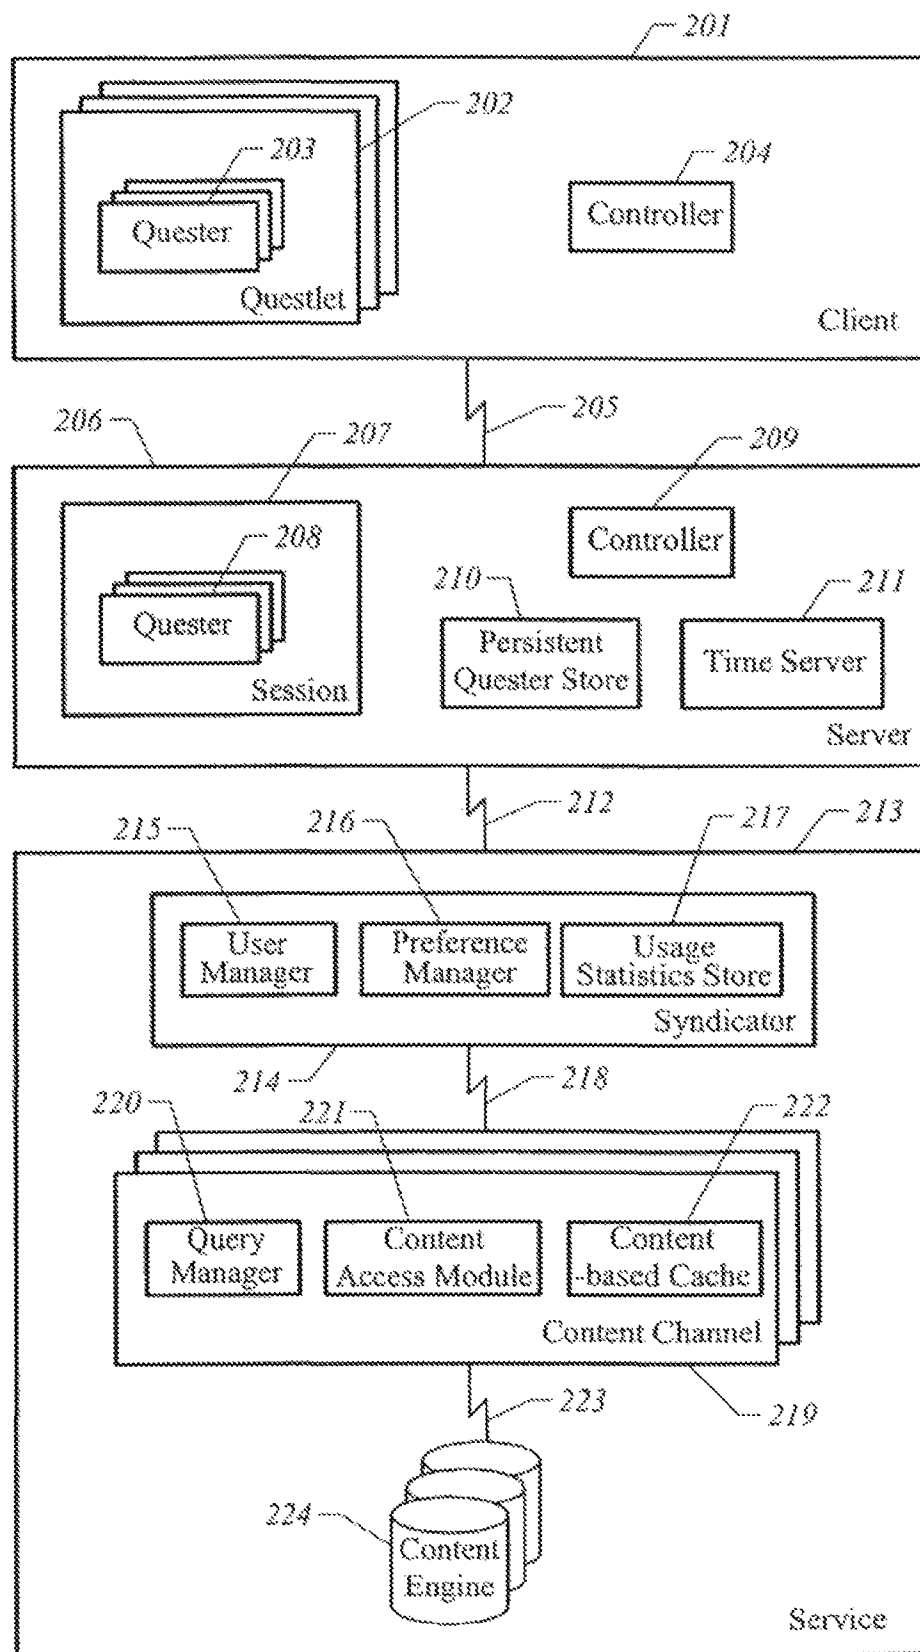 201
202
203
204
Quester
Controller
Questlet
Client
205
206
207
209
208
Controller
210
211
Quester
Persistent
Quester Store
Time Server
Session
Server
212
213
215
216
217
User
Manager
Preference
Manager
Usage
Statistics Store
Syndicator
214
218
220
221
222
Query
Manager
Content
Access Module
Content
-based Cache
Content Channel
223
219
224
Content
Engine
Service